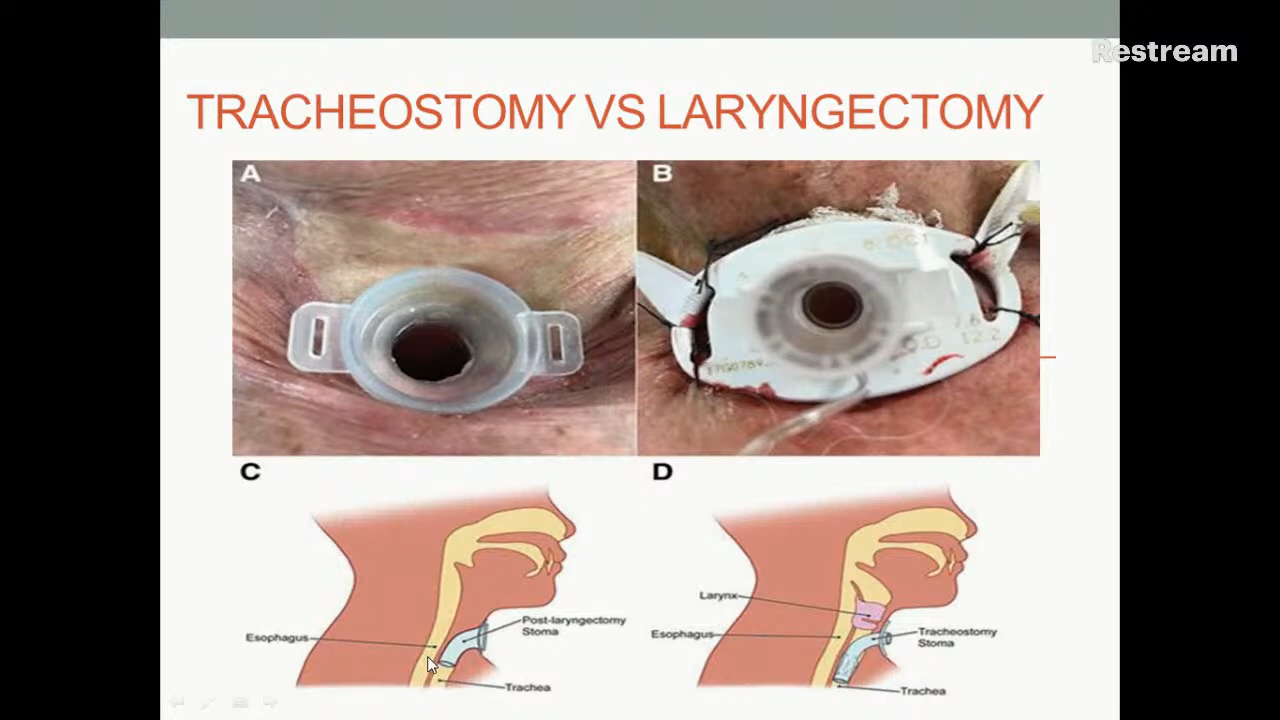 Restream
TRACHEOSTOMY VS LARYNGECTOMY
A
B
C
D
Esophagus
Post-laryngectomy
Stoma
Trachea
Larynx
Esophagus
Tracheostomy
Stoma
Trachea